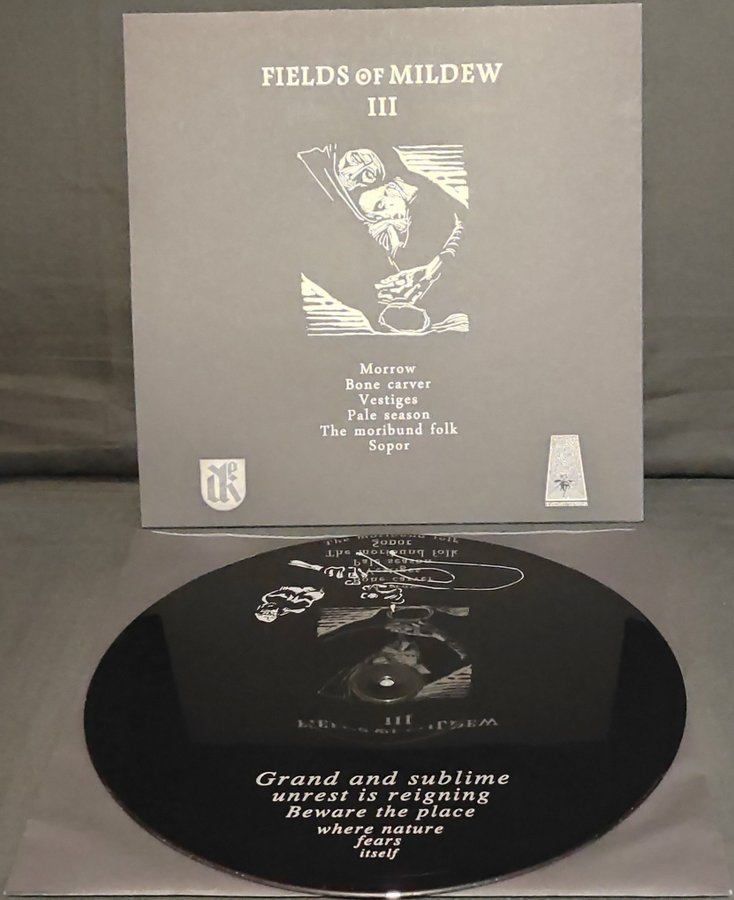 FIELDS OF MILDEW
III
Morrow
Bone carver
Vestiges
Pale season
The moribund folk
Sopor
Grand and sublime
unrest is reigning
Beware the place
where nature
fears
itself